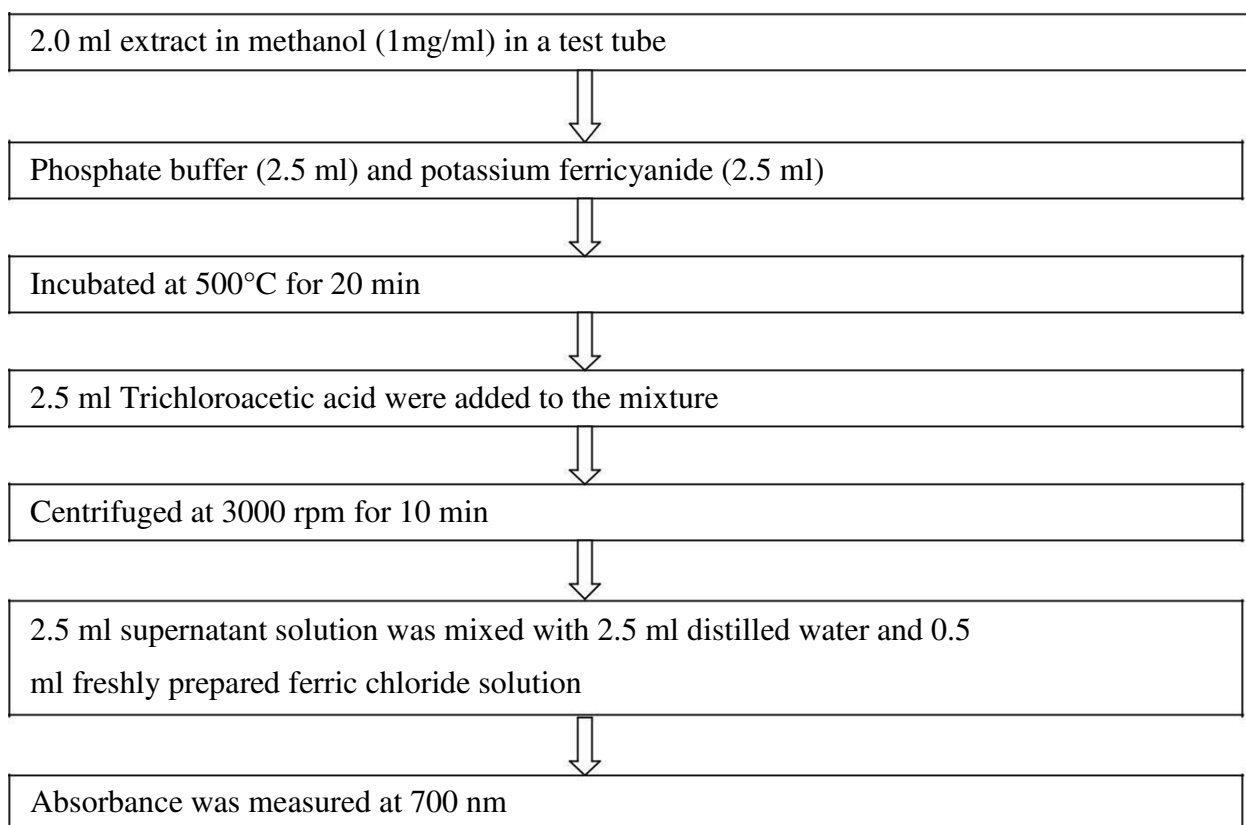 2.0 ml extract in methanol (1mg/ml) in a test tube
Phosphate buffer (2.5 ml) and potassium ferricyanide (2.5 ml)
Incubated at 500°C for 20 min
2.5 ml Trichloroacetic acid were added to the mixture
Centrifuged at 3000 rpm for 10 min
2.5 ml supernatant solution was mixed with 2.5 ml distilled water and 0.5
ml freshly prepared ferric chloride solution
Absorbance was measured at 700 nm